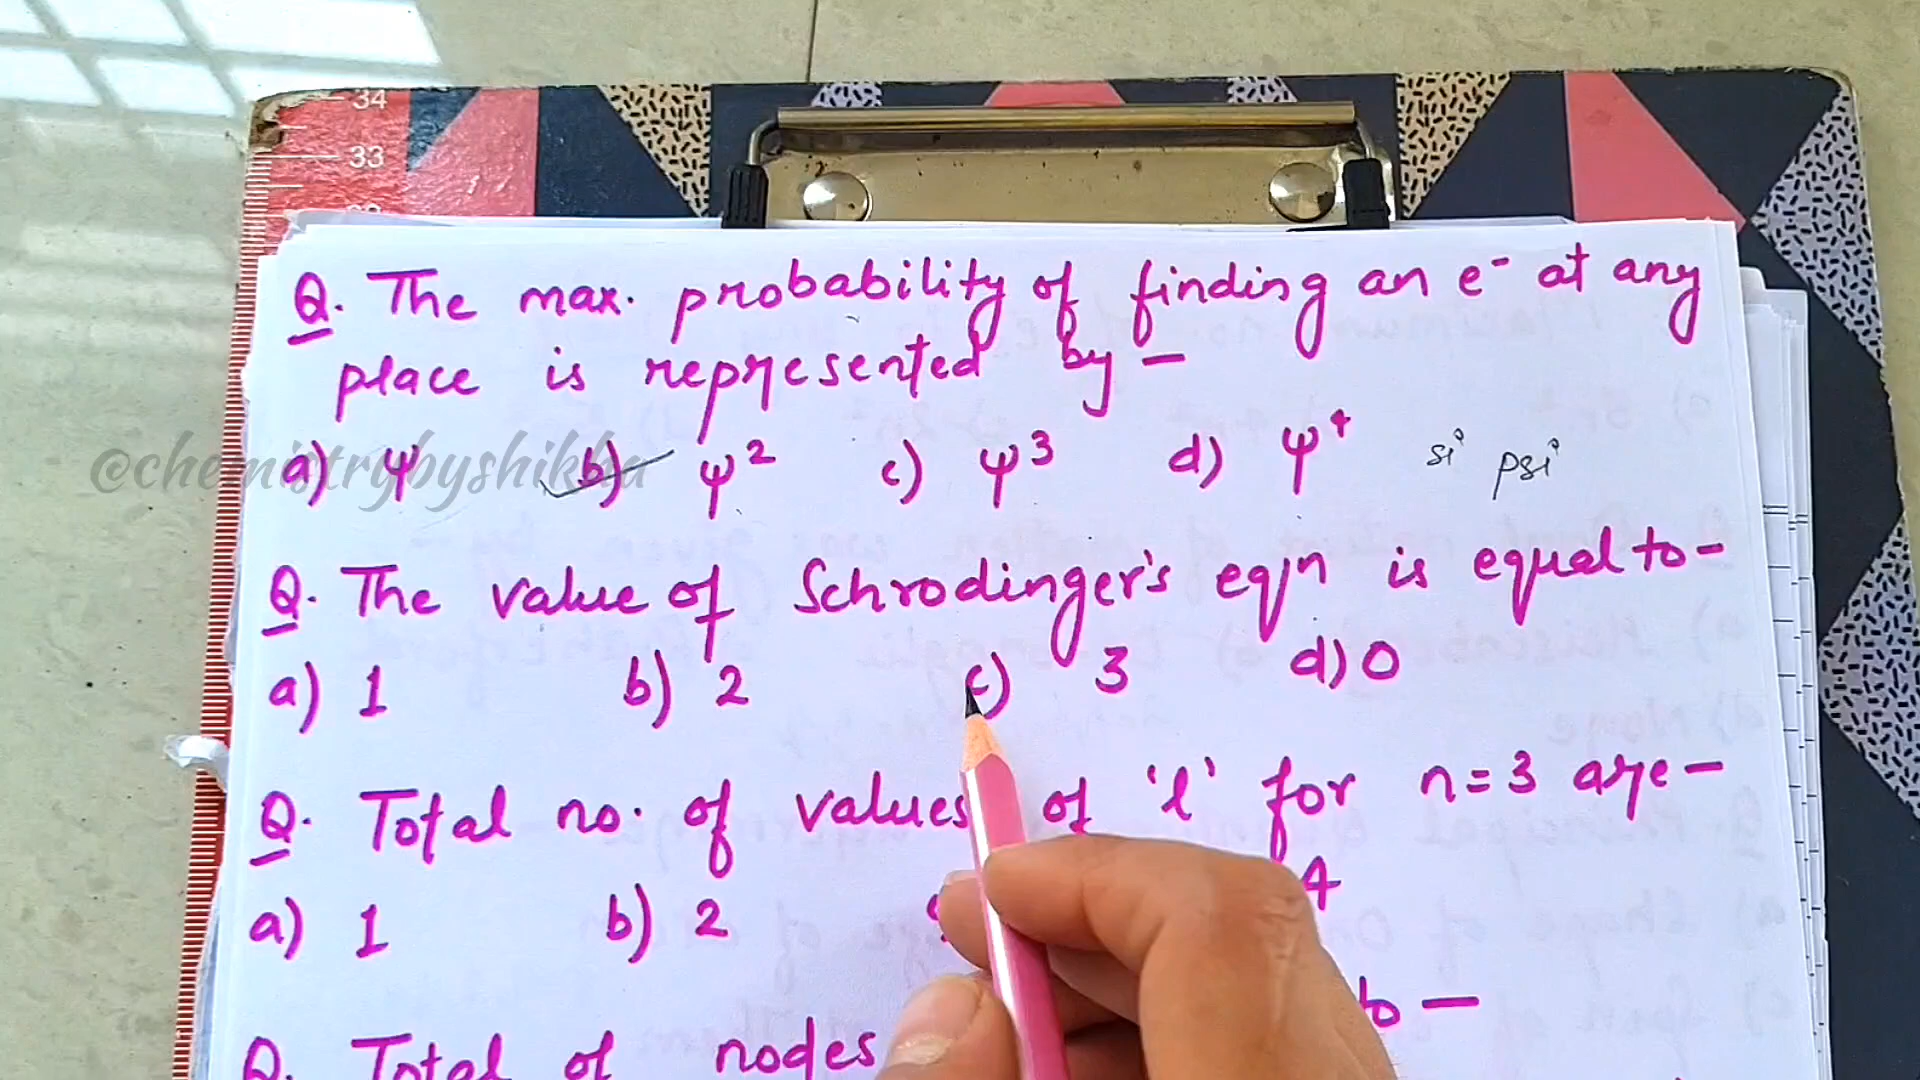 34
33
Q. The max. probability of finding an e⁻ at any
place is represented by –
@chemistrybyshikha
a) ψ b) ψ² c) ψ³ d) ψ⁴ si psi
Q. The value of Schrodinger's eqⁿ is equal to –
a) 1 b) 2 c) 3 d) 0
Q. Total no. of values of 'l' for n=3 are –
a) 1 b) 2 4
Q. Total of nodes to –